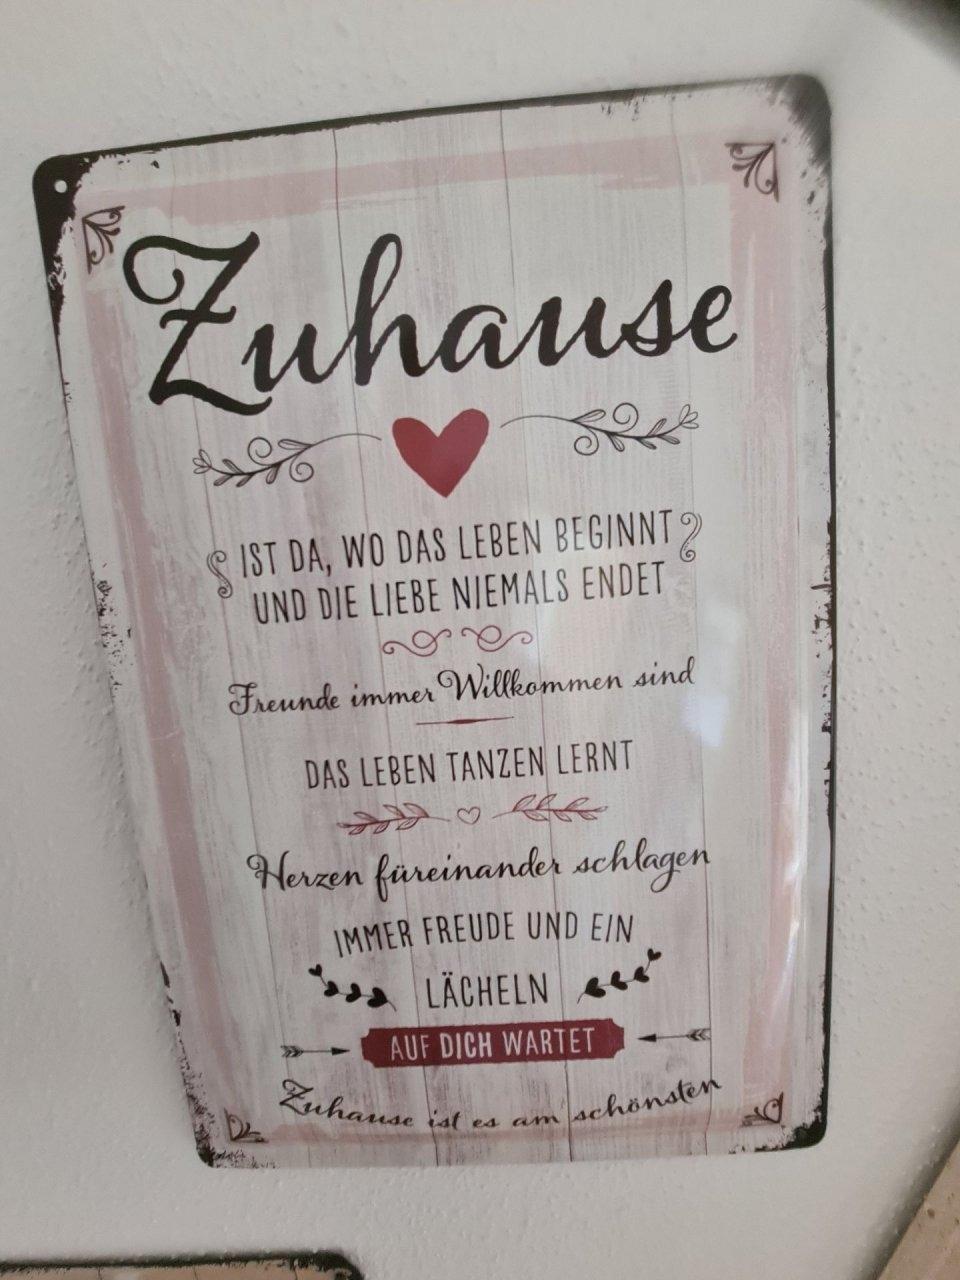 Zuhause
IST DA, WO DAS LEBEN BEGINNT
UND DIE LIEBE NIEMALS ENDET
Freunde immer Willkommen sind
DAS LEBEN TANZEN LERNT
Herzen füreinander schlagen
IMMER FREUDE UND EIN
LÄCHELN
AUF DICH WARTET
Zuhause ist es am schönsten